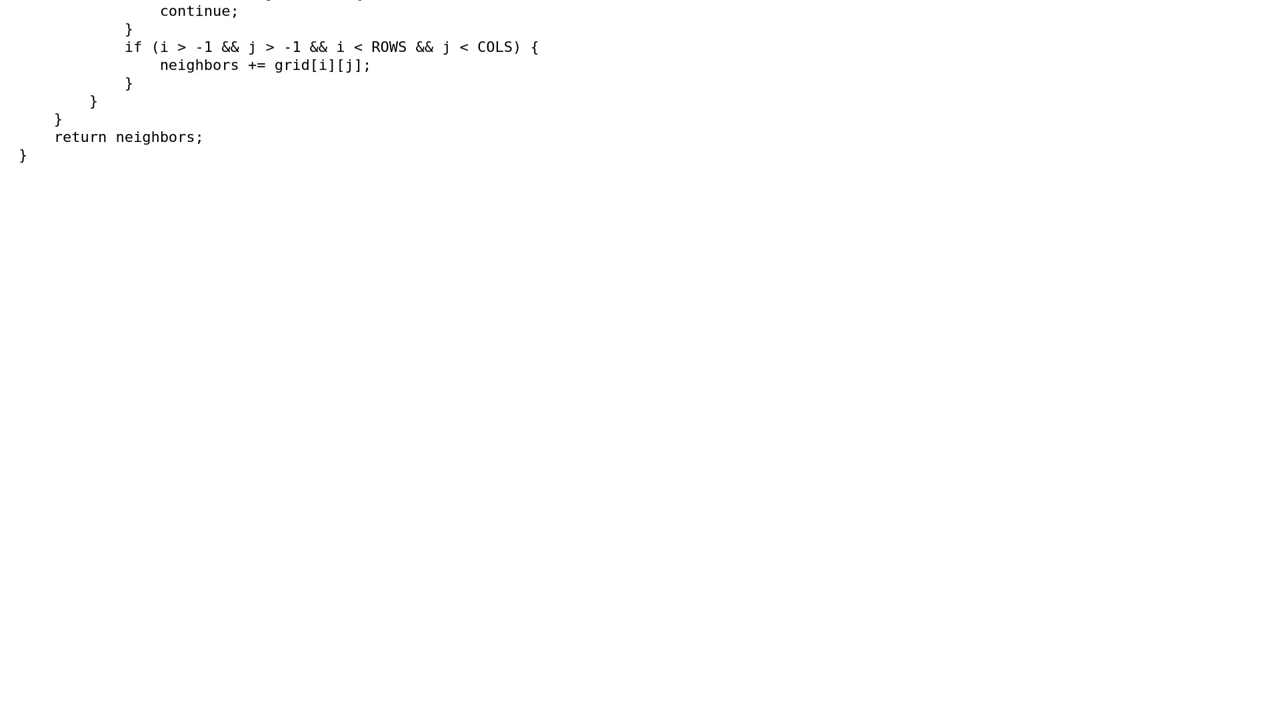 continue;
}
if (i > -1 && j > -1 && i < ROWS && j < COLS) {
neighbors += grid[i][j];
}
}
}
return neighbors;
}